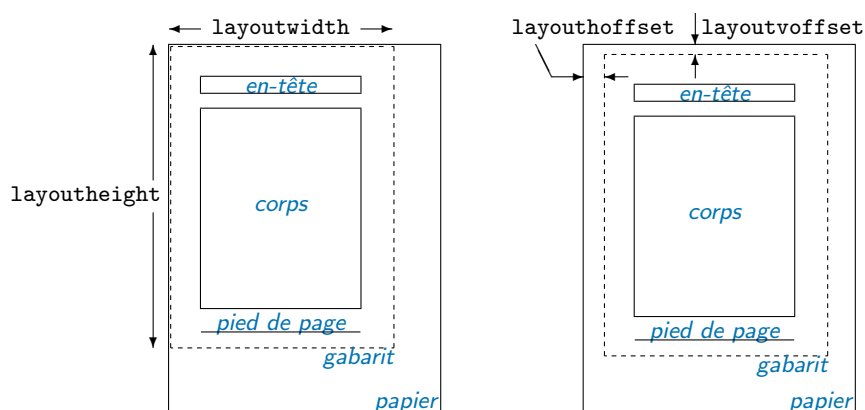 layoutwidth
layoutheight
en-tête
corps
pied de page
gabarit
papier
layouthoffset
layoutvoffset
en-tête
corps
pied de page
gabarit
papier